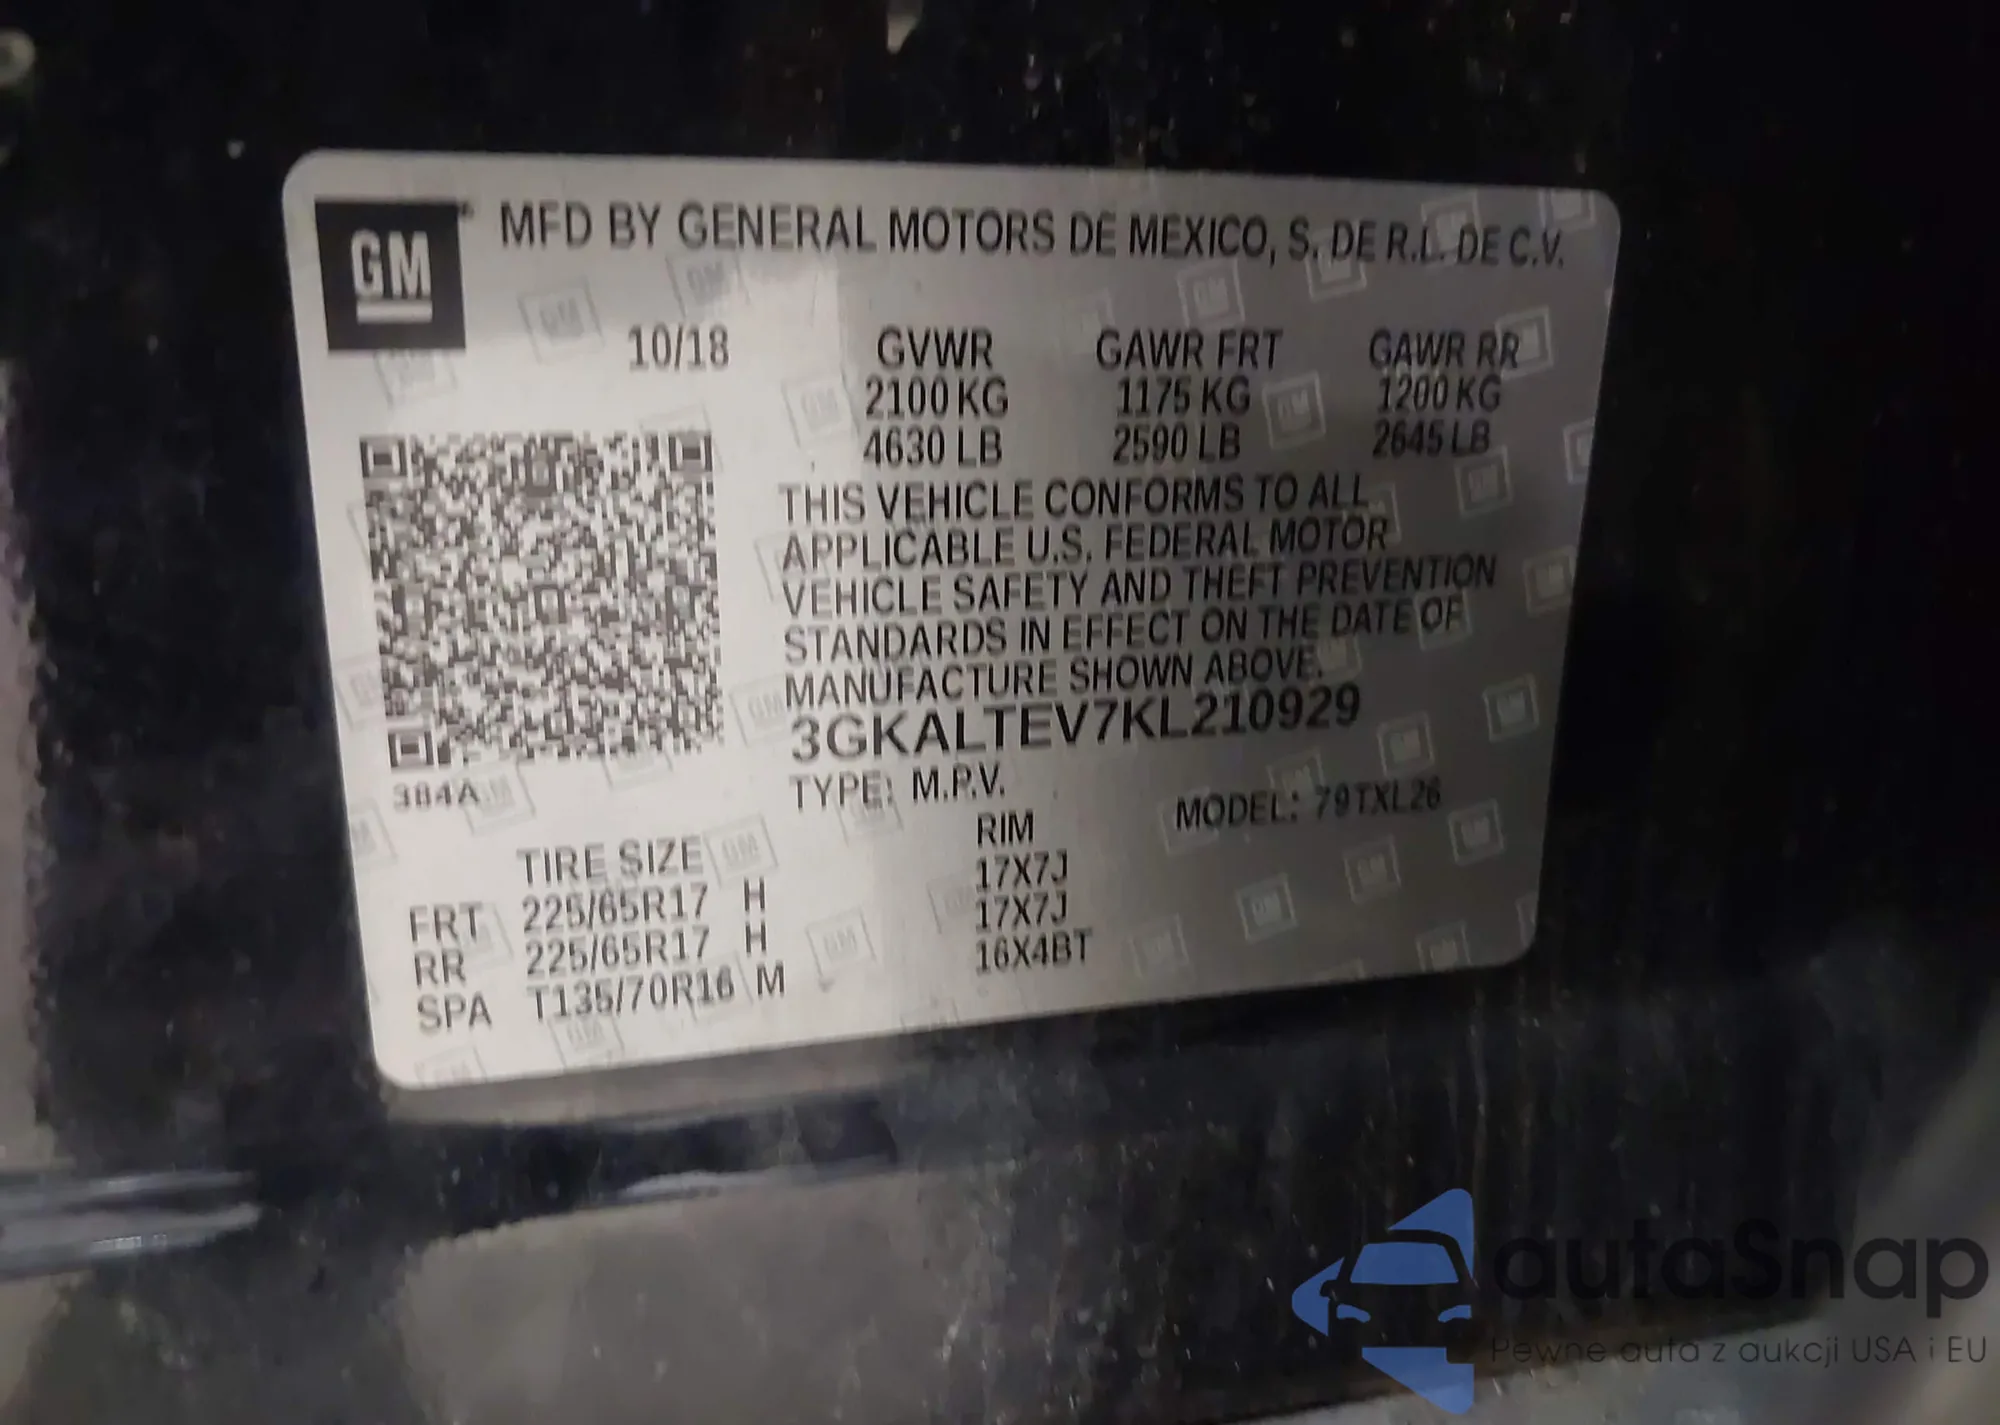 GM
MFD BY GENERAL MOTORS DE MEXICO, S. DE R.L. DE C.V.
10/18 GVWR GAWR FRT GAWR RR
2100 KG 1175 KG 1200 KG
4630 LB 2590 LB 2645 LB
THIS VEHICLE CONFORMS TO ALL
APPLICABLE U.S. FEDERAL MOTOR
VEHICLE SAFETY AND THEFT PREVENTION
STANDARDS IN EFFECT ON THE DATE OF
MANUFACTURE SHOWN ABOVE.
3GKALTEV7KL210929
384A
TYPE: M.P.V. MODEL: 79TXL26
TIRE SIZE RIM
FRT 225/65R17 H 17X7J
RR 225/65R17 H 17X7J
SPA T135/70R16 M 16X4BT
autaSnap
Pewne auta z aukcji USA i EU